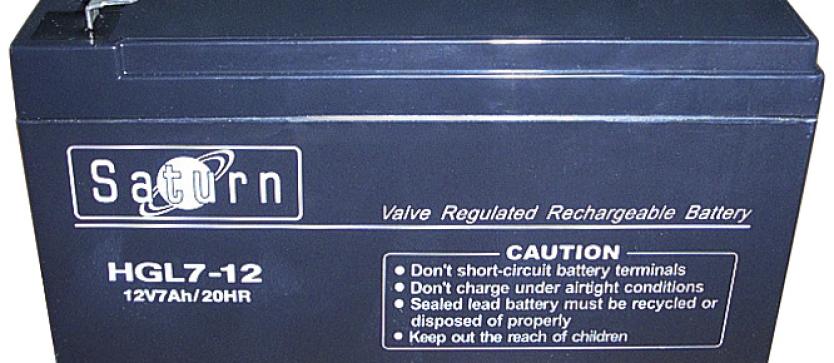 Saturn
Valve Regulated Rechargeable Battery
HGL7-12
12V7Ah/20HR
CAUTION
● Don't short-circuit battery terminals
● Don't charge under airtight conditions
● Sealed lead battery must be recycled or
disposed of properly
● Keep out the reach of children